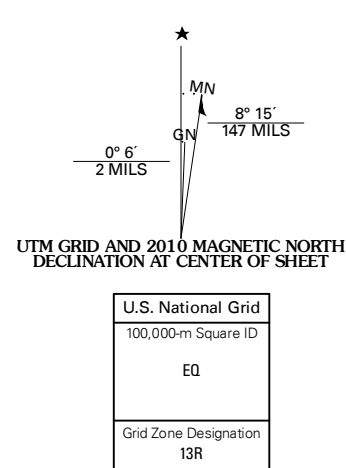 ★
MN
8° 15´
147 MILS
GN
0° 6´
2 MILS
UTM GRID AND 2010 MAGNETIC NORTH
DECLINATION AT CENTER OF SHEET
U.S. National Grid
100,000-m Square ID
EQ
Grid Zone Designation
13R